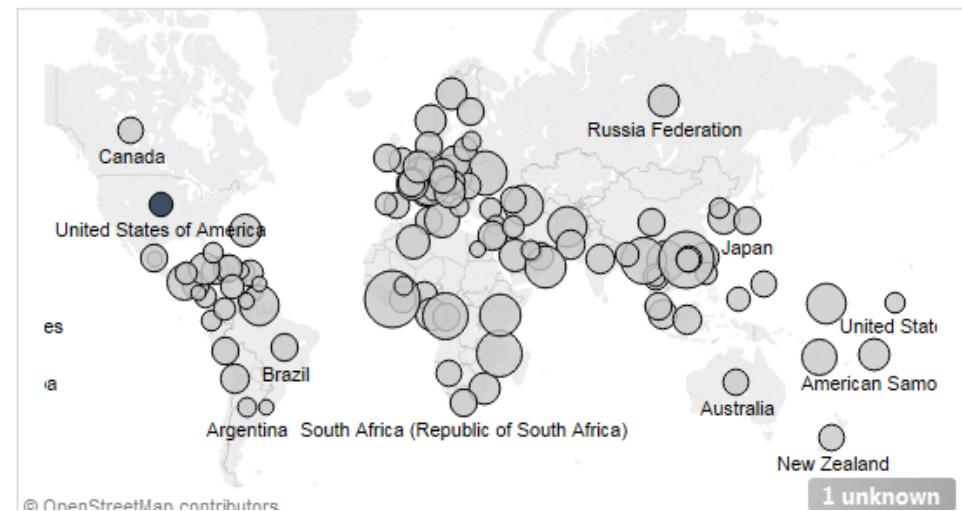 Russia Federation
Canada
United States of America
Japan
es
United State
Brazil
American Samo
Australia
Argentina
South Africa (Republic of South Africa)
New Zealand
1 unknown
© OpenStreetMap contributors